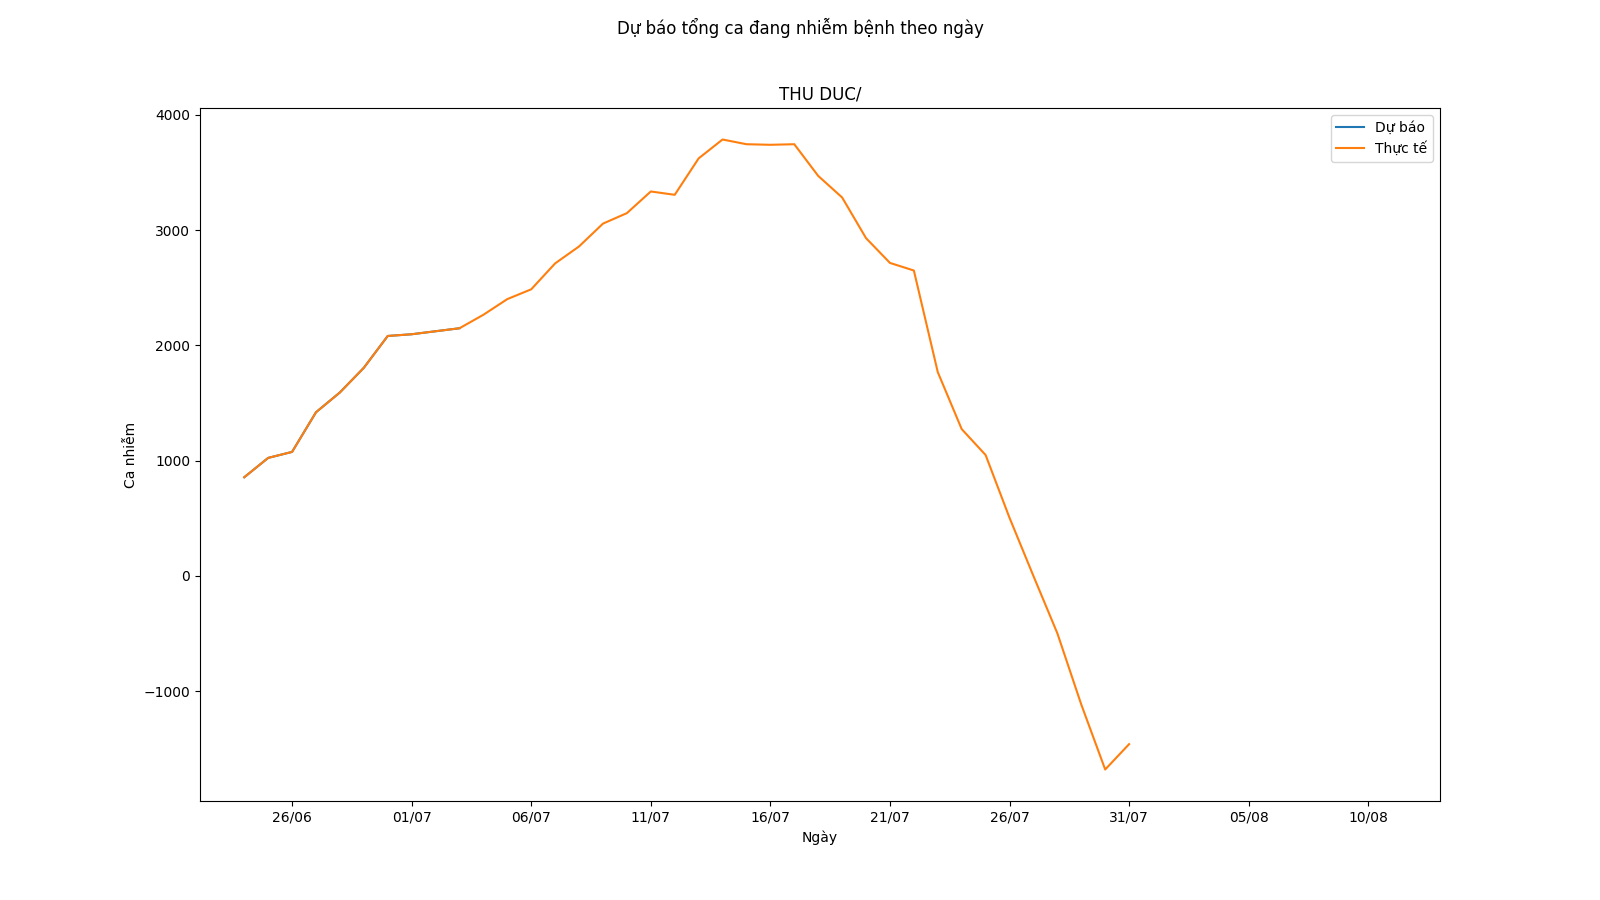 Dự báo tổng ca đang nhiễm bệnh theo ngày
THU DUC/
Dự báo
Thực tế
Ca nhiễm
4000
3000
2000
1000
0
−1000
26/06 01/07 06/07 11/07 16/07 21/07 26/07 31/07 05/08 10/08
Ngày